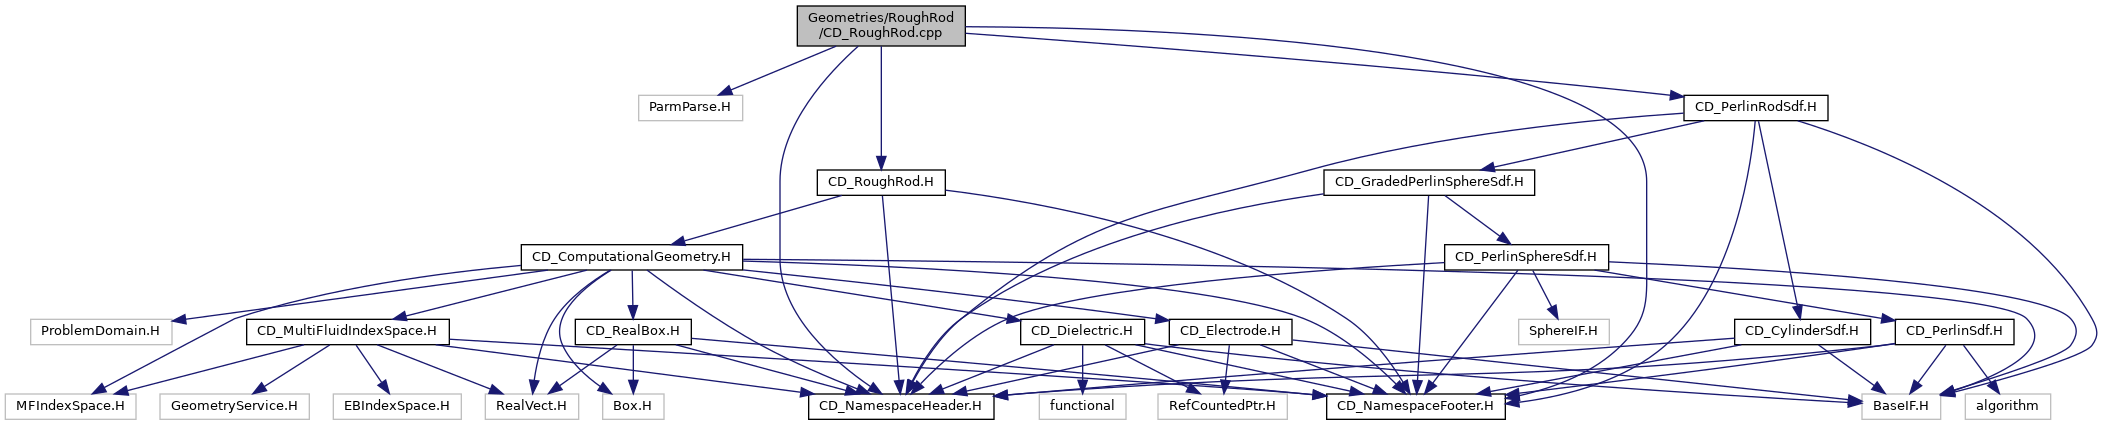 Geometries/RoughRod
/CD_RoughRod.cpp
ParmParse.H
CD_PerlinRodSdf.H
CD_RoughRod.H
CD_GradedPerlinSphereSdf.H
CD_ComputationalGeometry.H
CD_PerlinSphereSdf.H
ProblemDomain.H
CD_MultiFluidIndexSpace.H
CD_RealBox.H
CD_Dielectric.H
CD_Electrode.H
SphereIF.H
CD_CylinderSdf.H
CD_PerlinSdf.H
MFIndexSpace.H
GeometryService.H
EBIndexSpace.H
RealVect.H
Box.H
CD_NamespaceHeader.H
functional
RefCountedPtr.H
CD_NamespaceFooter.H
BaseIF.H
algorithm